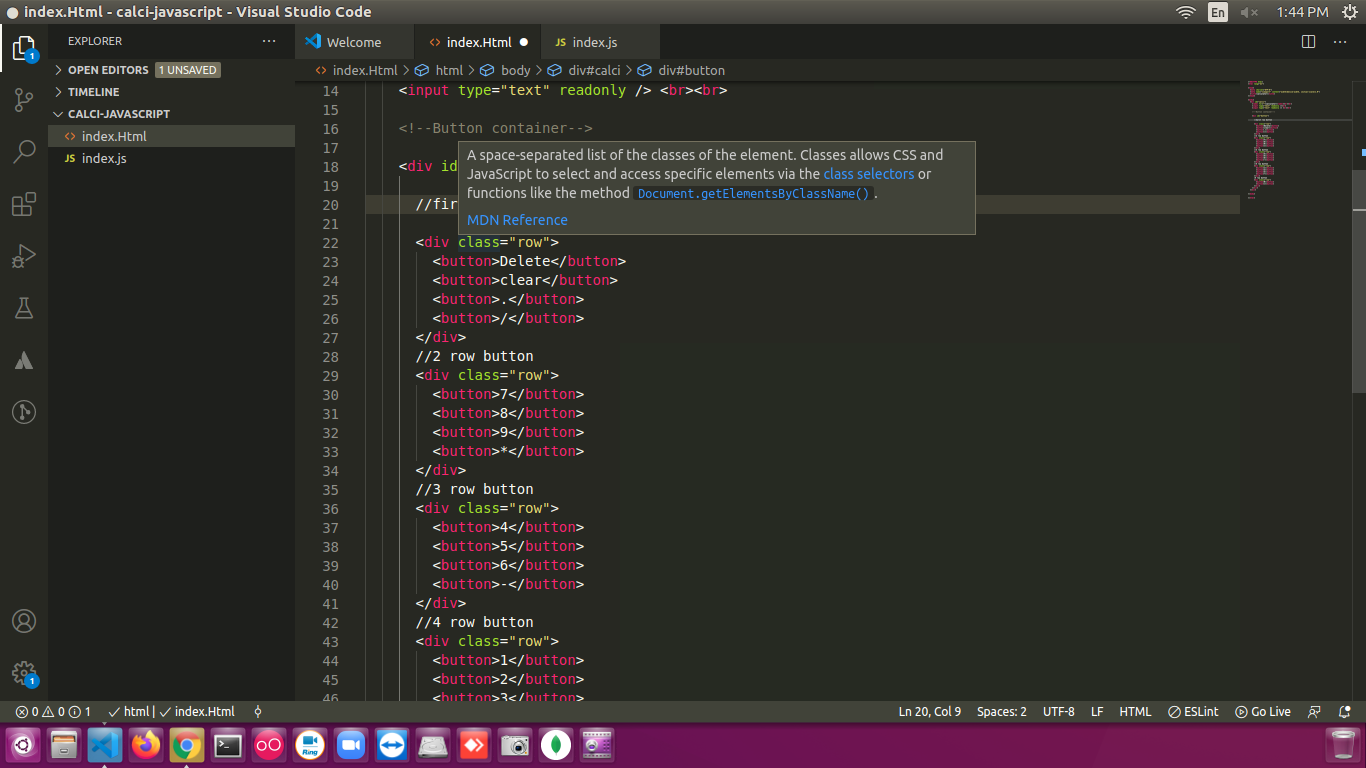 index.Html - calci-javascript - Visual Studio Code
En
1:44 PM
EXPLORER
Welcome
index.Html
JS index.js
1
OPEN EDITORS 1 UNSAVED
TIMELINE
CALCI-JAVASCRIPT
index.Html
JS index.js
index.Html > html > body > div#calci > div#button
14 <input type="text" readonly /> <br><br>
15
16 <!--Button container-->
17
18 <div id
19
20 //fir
21
A space-separated list of the classes of the element. Classes allows CSS and
JavaScript to select and access specific elements via the class selectors or
functions like the method Document.getElementsByClassName() .
MDN Reference
22 <div class="row">
23 <button>Delete</button>
24 <button>clear</button>
25 <button>.</button>
26 <button>/</button>
27 </div>
28 //2 row button
29 <div class="row">
30 <button>7</button>
31 <button>8</button>
32 <button>9</button>
33 <button>*</button>
34 </div>
35 //3 row button
36 <div class="row">
37 <button>4</button>
38 <button>5</button>
39 <button>6</button>
40 <button>-</button>
41 </div>
42 //4 row button
43 <div class="row">
44 <button>1</button>
45 <button>2</button>
46 <button>3</button>
1
0 0 1
html | index.Html
Ln 20, Col 9
Spaces: 2
UTF-8
LF
HTML
ESLint
Go Live
Ring